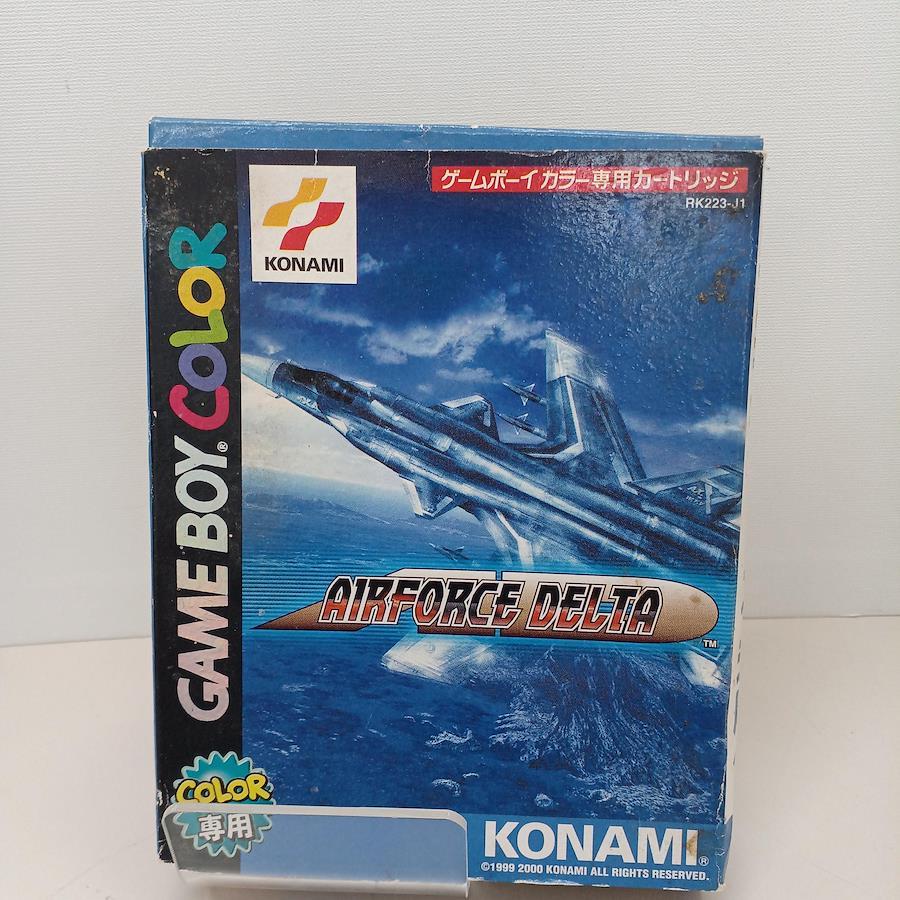 KONAMI
ゲームボーイカラー専用カートリッジ
RK223-J1
GAME BOY® COLOR
AIRFORCE DELTA
TM
COLOR
専用
KONAMI®
©1999 2000 KONAMI ALL RIGHTS RESERVED.